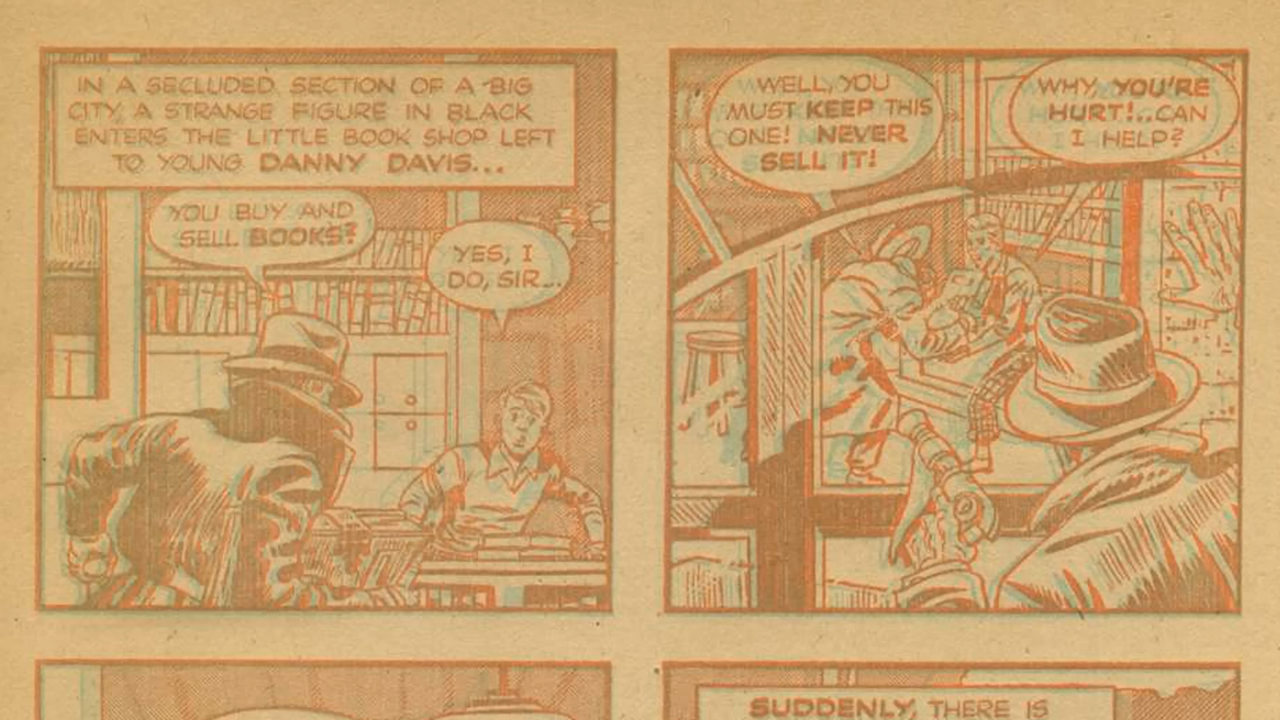 IN A SECLUDED SECTION OF A BIG
CITY, A STRANGE FIGURE IN BLACK
ENTERS THE LITTLE BOOK SHOP LEFT
TO YOUNG DANNY DAVIS...
YOU BUY AND
SELL BOOKS?
YES, I
DO, SIR...
WELL, YOU
MUST KEEP THIS
ONE! NEVER
SELL IT!
WHY, YOU'RE
HURT!..CAN
I HELP?
SUDDENLY, THERE IS